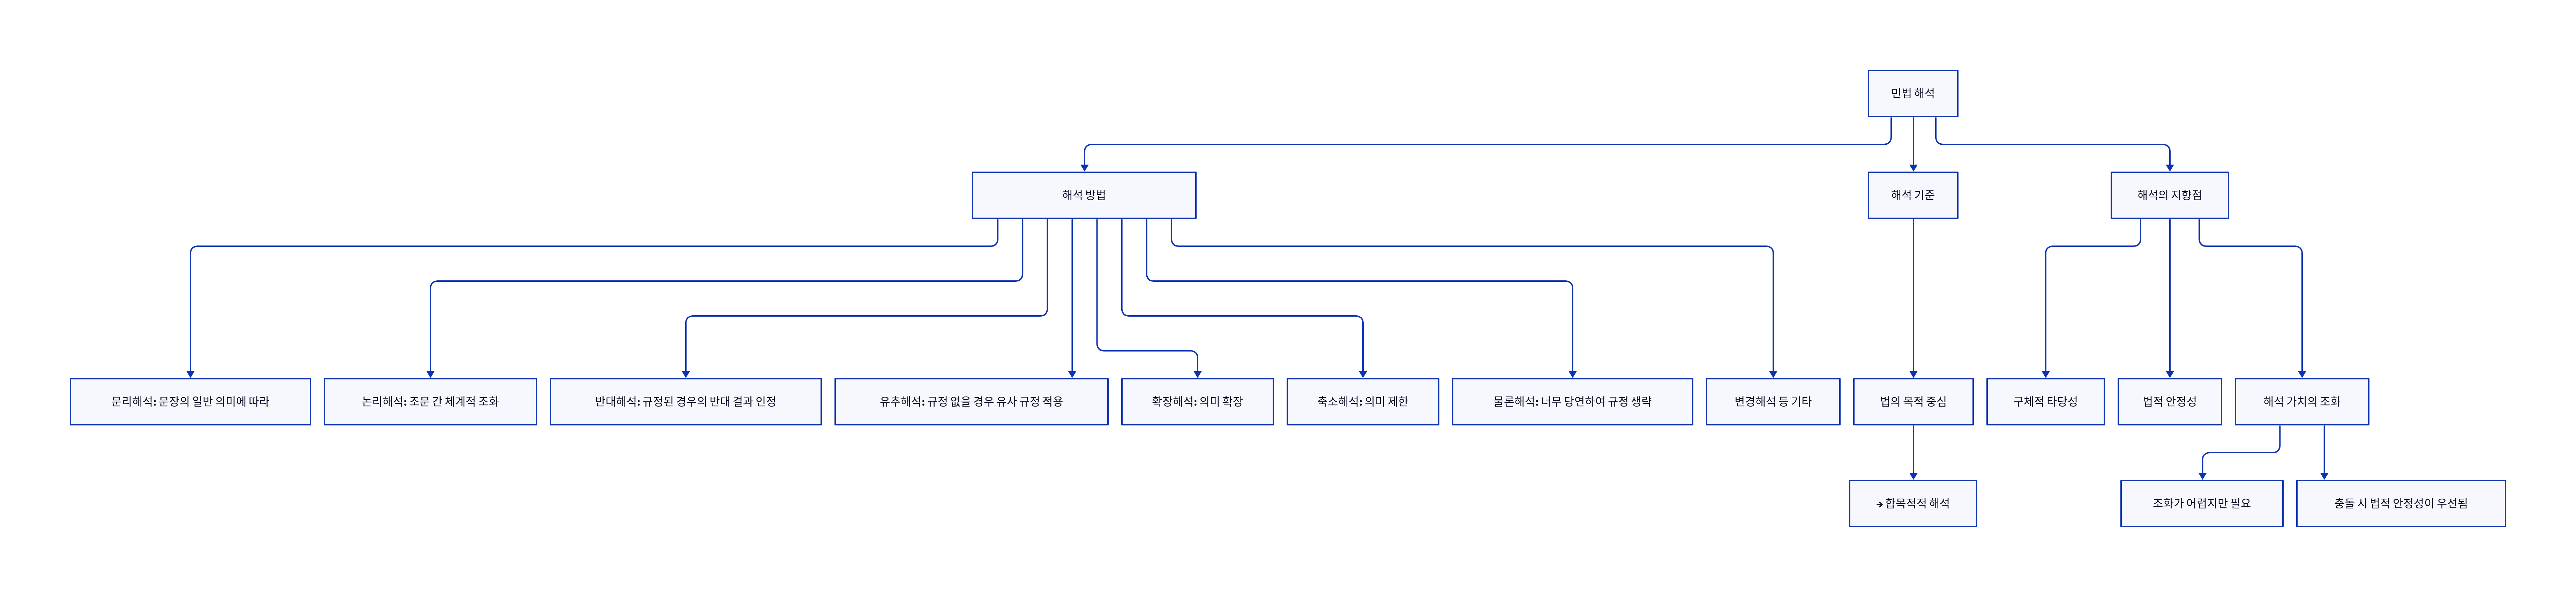 민법 해석
해석 방법
해석 기준
해석의 지향점
문리해석: 문장의 일반 의미에 따라
논리해석: 조문 간 체계적 조화
반대해석: 규정된 경우의 반대 결과 인정
유추해석: 규정 없을 경우 유사 규정 적용
확장해석: 의미 확장
축소해석: 의미 제한
물론해석: 너무 당연하여 규정 생략
변경해석 등 기타
법의 목적 중심
구체적 타당성
법적 안정성
해석 가치의 조화
→ 합목적적 해석
조화가 어렵지만 필요
충돌 시 법적 안정성이 우선됨